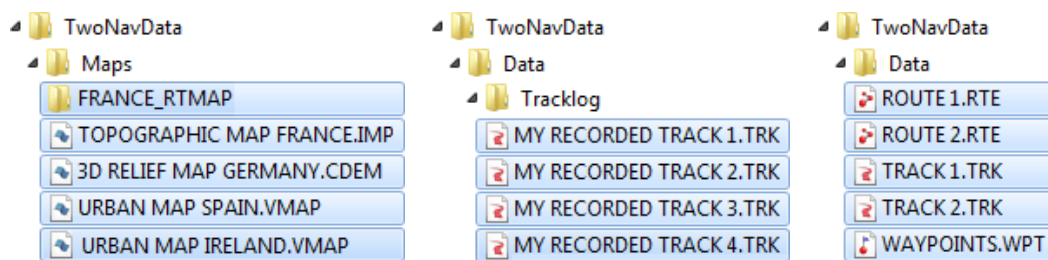 TwoNavData
Maps
FRANCE_RTMAP
TOPOGRAPHIC MAP FRANCE.IMP
3D RELIEF MAP GERMANY.CDEM
URBAN MAP SPAIN.VMAP
URBAN MAP IRELAND.VMAP
TwoNavData
Data
Tracklog
MY RECORDED TRACK 1.TRK
MY RECORDED TRACK 2.TRK
MY RECORDED TRACK 3.TRK
MY RECORDED TRACK 4.TRK
TwoNavData
Data
ROUTE 1.RTE
ROUTE 2.RTE
TRACK 1.TRK
TRACK 2.TRK
WAYPOINTS.WPT